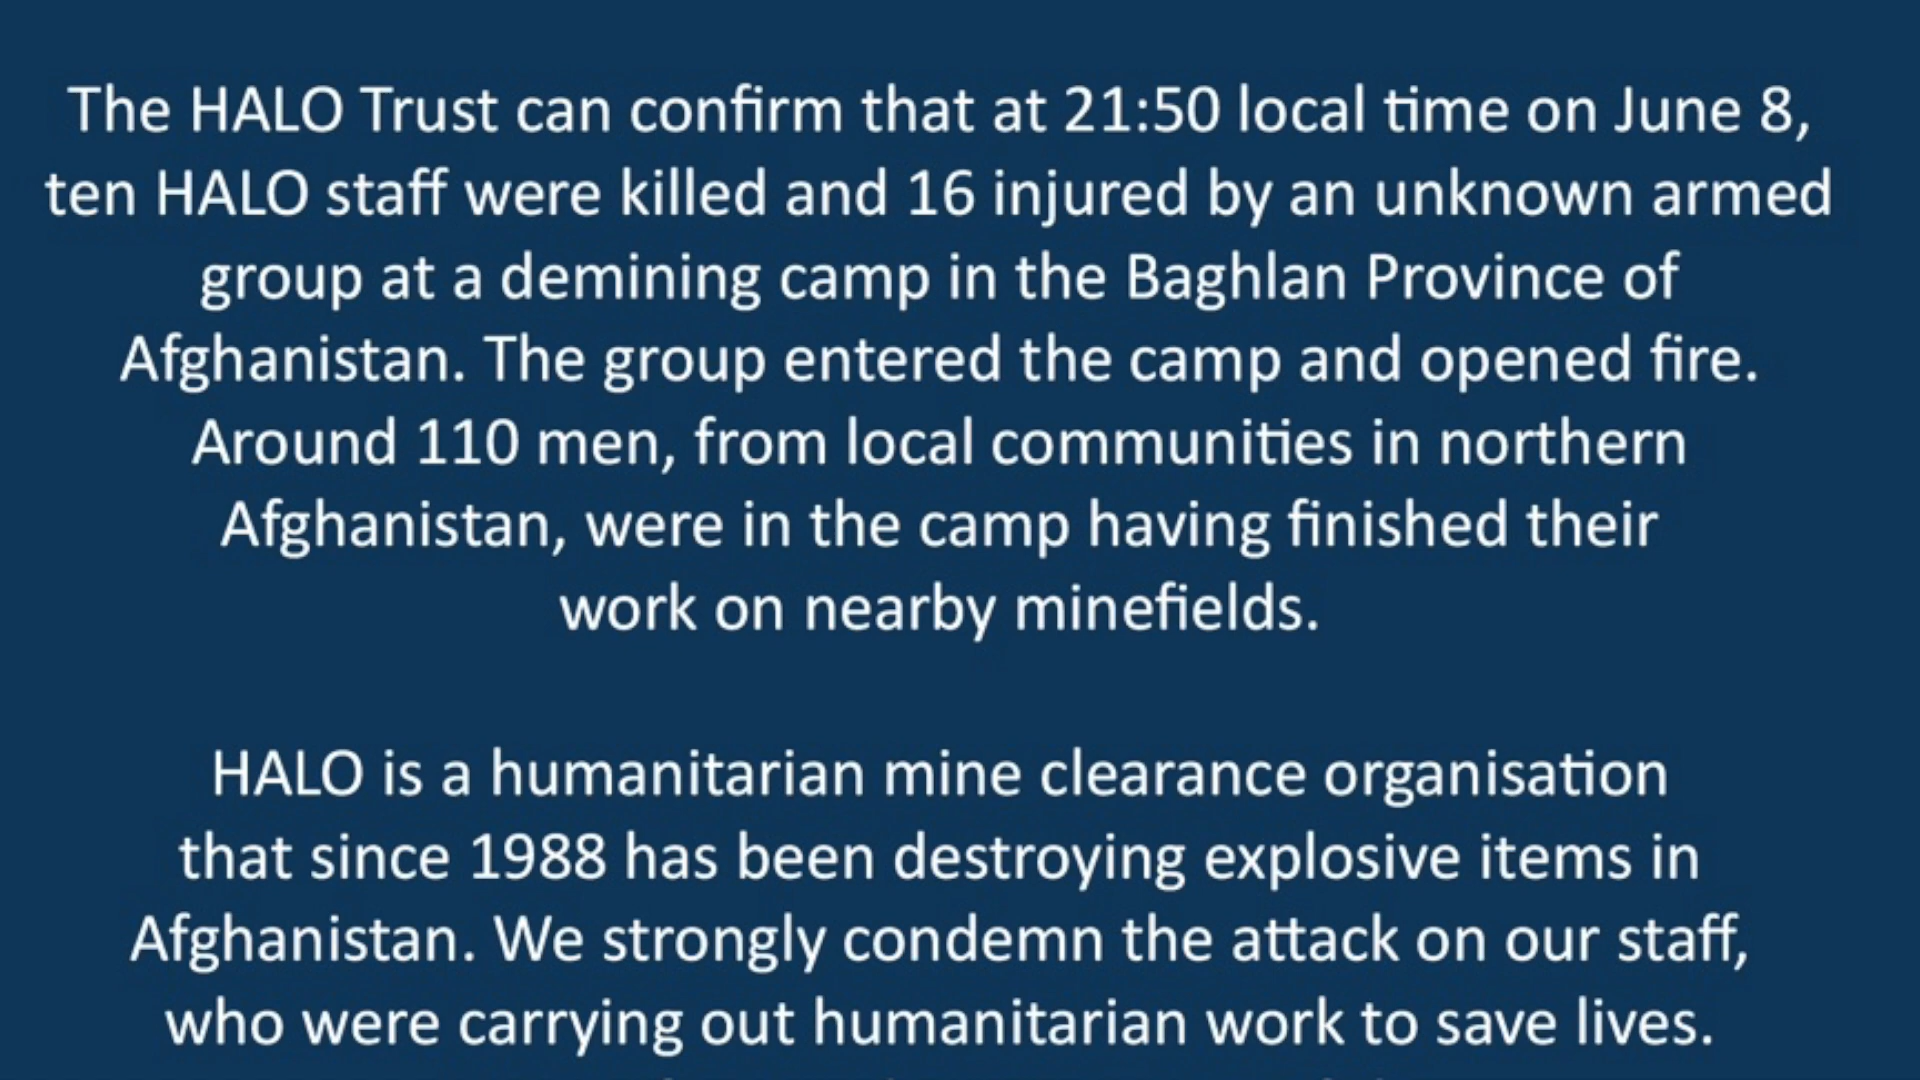 The HALO Trust can confirm that at 21:50 local time on June 8,
ten HALO staff were killed and 16 injured by an unknown armed
group at a demining camp in the Baghlan Province of
Afghanistan. The group entered the camp and opened fire.
Around 110 men, from local communities in northern
Afghanistan, were in the camp having finished their
work on nearby minefields.
HALO is a humanitarian mine clearance organisation
that since 1988 has been destroying explosive items in
Afghanistan. We strongly condemn the attack on our staff,
who were carrying out humanitarian work to save lives.